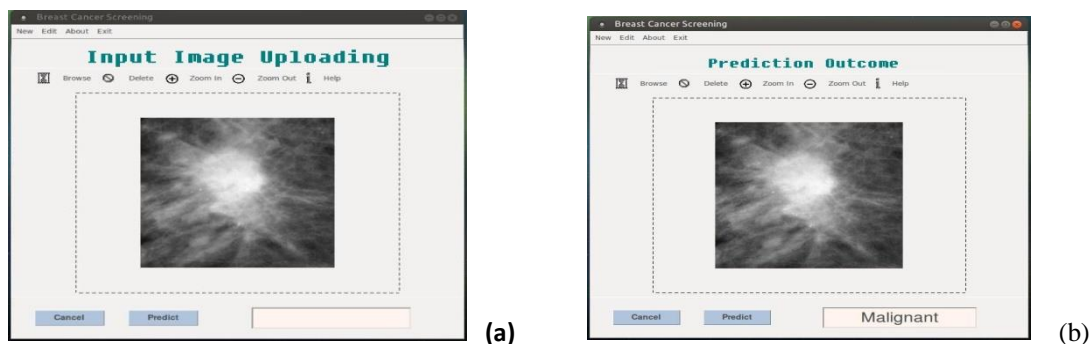 Breast Cancer Screening
New Edit About Exit
Input Image Uploading
Browse Delete Zoom In Zoom Out Help
Cancel Predict
(a)
Breast Cancer Screening
New Edit About Exit
Prediction Outcome
Browse Delete Zoom In Zoom Out Help
Cancel Predict Malignant
(b)